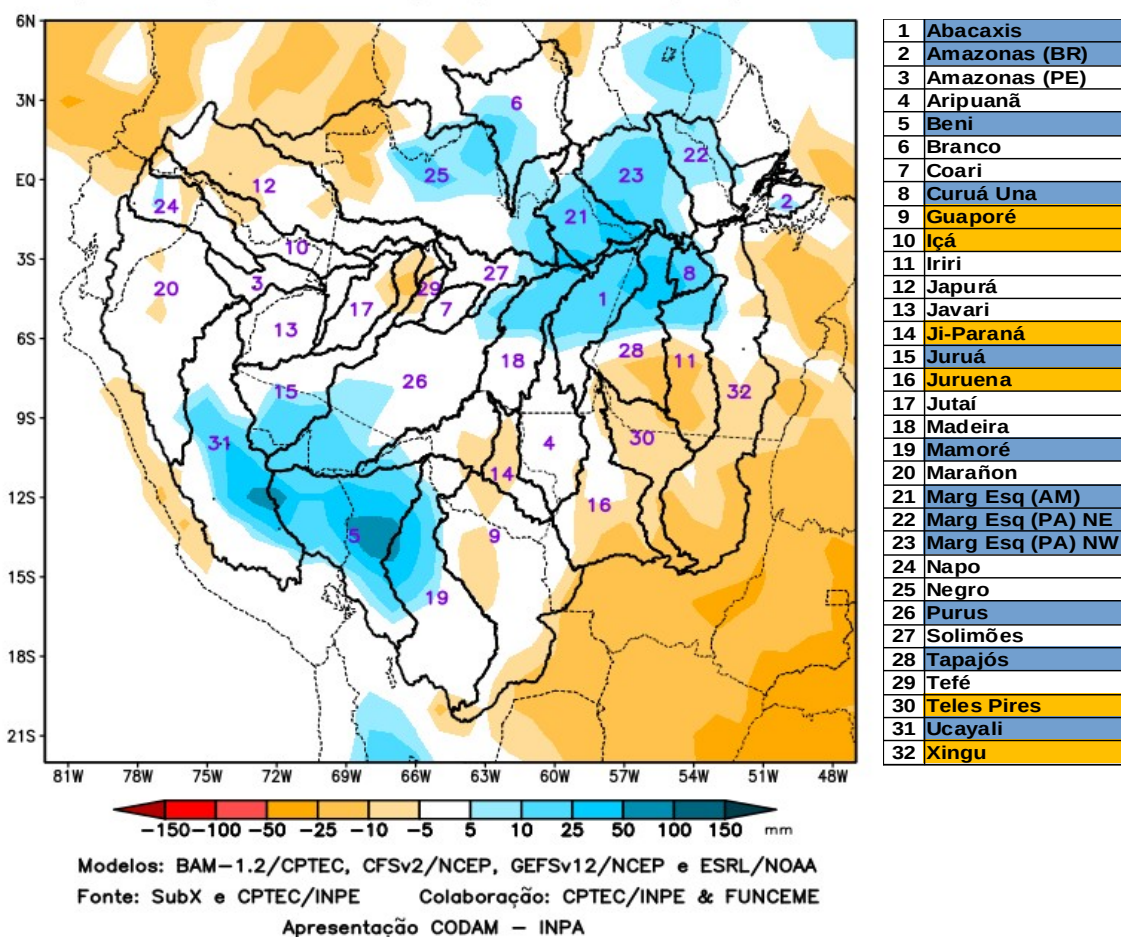 6N
3N
EQ
3S
6S
9S
12S
15S
18S
21S
81W 78W 75W 72W 69W 66W 63W 60W 57W 54W 51W 48W
6
25
22
23
12
24
21
2
10
27
8
3
29
20
1
17
7
13
28
18
11
15
26
32
31
4
30
14
16
5
9
19
-150 -100 -50 -25 -10 -5 5 10 25 50 100 150 mm
Modelos: BAM-1.2/CPTEC, CFSv2/NCEP, GEFSv12/NCEP e ESRL/NOAA
Fonte: SubX e CPTEC/INPE Colaboração: CPTEC/INPE & FUNCEME
Apresentação CODAM - INPA
1 Abacaxis
2 Amazonas (BR)
3 Amazonas (PE)
4 Aripuanã
5 Beni
6 Branco
7 Coari
8 Curuá Una
9 Guaporé
10 Içá
11 Iriri
12 Japurá
13 Javari
14 Ji-Paraná
15 Juruá
16 Juruena
17 Jutaí
18 Madeira
19 Mamoré
20 Marañon
21 Marg Esq (AM)
22 Marg Esq (PA) NE
23 Marg Esq (PA) NW
24 Napo
25 Negro
26 Purus
27 Solimões
28 Tapajós
29 Tefé
30 Teles Pires
31 Ucayali
32 Xingu